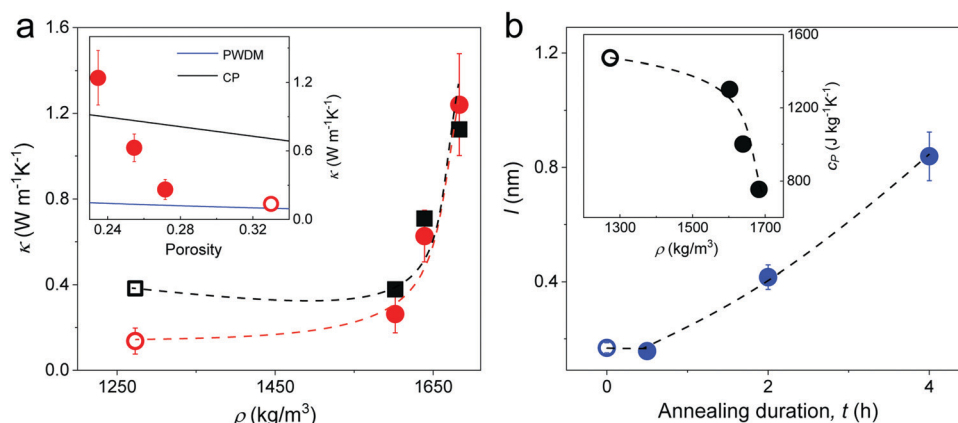 a
κ (W m⁻¹K⁻¹)
1.6
1.2
0.8
0.4
0.0
1250
1450
1650
ρ (kg/m³)
PWDM
CP
1.2
0.6
0.0
κ (W m⁻¹K⁻¹)
0.24
0.28
0.32
Porosity
b
l (nm)
1.2
0.8
0.4
0
2
4
Annealing duration, t (h)
1600
1400
1200
1000
800
c_P (J kg⁻¹K⁻¹)
1300
1500
1700
ρ (kg/m³)